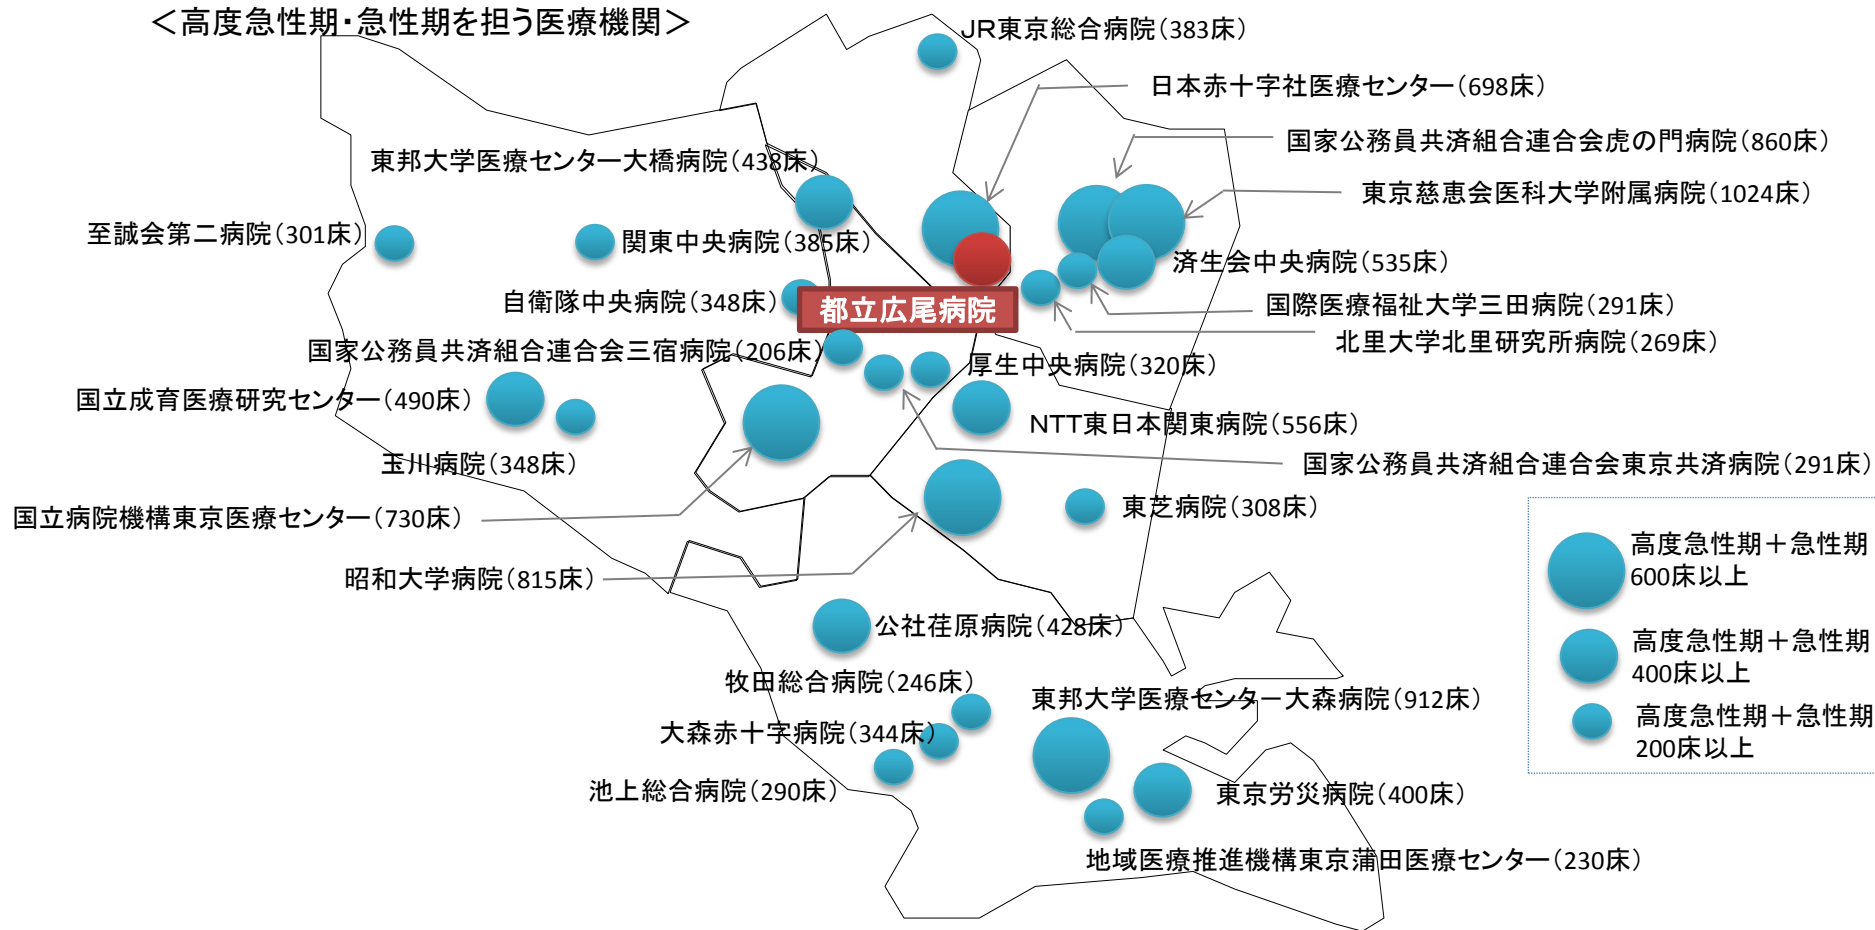 ＜高度急性期・急性期を担う医療機関＞
JR東京総合病院（383床）
日本赤十字社医療センター（698床）
国家公務員共済組合連合会虎の門病院（860床）
東邦大学医療センター大橋病院（438床）
東京慈恵会医科大学附属病院（1024床）
至誠会第二病院（301床）
関東中央病院（385床）
済生会中央病院（535床）
自衛隊中央病院（348床）
都立広尾病院
国際医療福祉大学三田病院（291床）
北里大学北里研究所病院（269床）
国家公務員共済組合連合会三宿病院（206床）
厚生中央病院（320床）
国立成育医療研究センター（490床）
NTT東日本関東病院（556床）
玉川病院（348床）
国家公務員共済組合連合会東京共済病院（291床）
国立病院機構東京医療センター（730床）
東芝病院（308床）
昭和大学病院（815床）
高度急性期＋急性期
600床以上
高度急性期＋急性期
400床以上
高度急性期＋急性期
200床以上
公社荏原病院（428床）
牧田総合病院（246床）
東邦大学医療センター大森病院（912床）
大森赤十字病院（344床）
池上総合病院（290床）
東京労災病院（400床）
地域医療推進機構東京蒲田医療センター（230床）